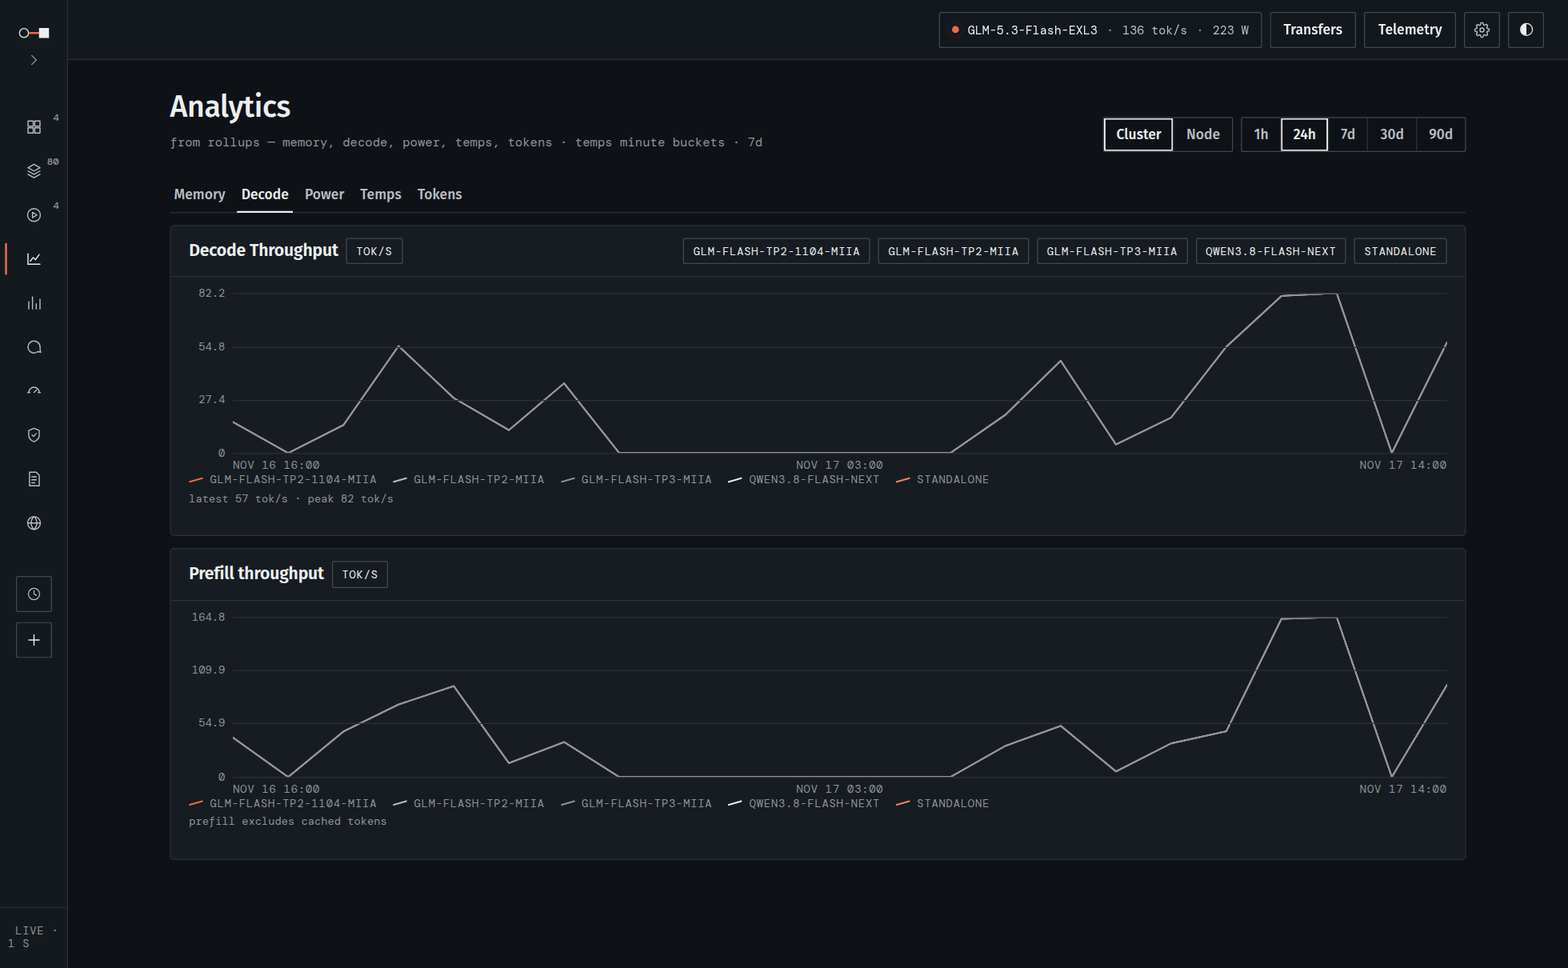 GLM-5.3-Flash-EXL3 · 136 tok/s · 223 W
Transfers
Telemetry
4
80
4
LIVE ·
1 S
Analytics
from rollups — memory, decode, power, temps, tokens · temps minute buckets · 7d
Cluster Node
1h 24h 7d 30d 90d
Memory Decode Power Temps Tokens
Decode Throughput TOK/S
GLM-FLASH-TP2-1104-MIIA GLM-FLASH-TP2-MIIA GLM-FLASH-TP3-MIIA QWEN3.8-FLASH-NEXT STANDALONE
82.2
54.8
27.4
0
NOV 16 16:00 NOV 17 03:00 NOV 17 14:00
GLM-FLASH-TP2-1104-MIIA GLM-FLASH-TP2-MIIA GLM-FLASH-TP3-MIIA QWEN3.8-FLASH-NEXT STANDALONE
latest 57 tok/s · peak 82 tok/s
Prefill throughput TOK/S
164.8
109.9
54.9
0
NOV 16 16:00 NOV 17 03:00 NOV 17 14:00
GLM-FLASH-TP2-1104-MIIA GLM-FLASH-TP2-MIIA GLM-FLASH-TP3-MIIA QWEN3.8-FLASH-NEXT STANDALONE
prefill excludes cached tokens